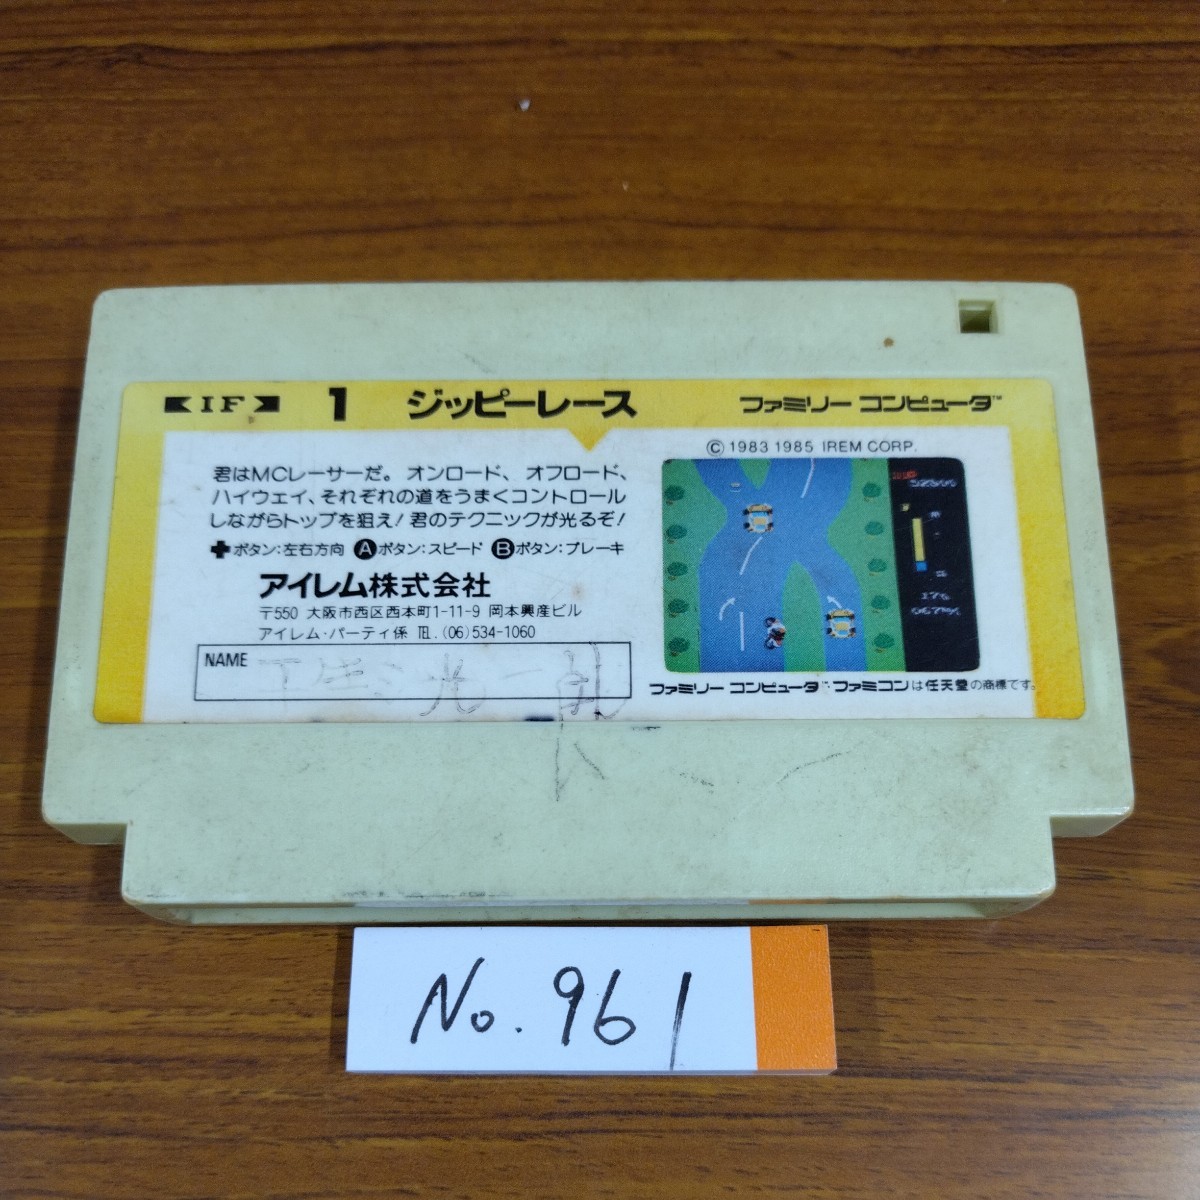 IF 1 ジッピーレース ファミリー コンピュータ™
© 1983 1985 IREM CORP.
君はMCレーサーだ。オンロード、オフロード、
ハイウェイ、それぞれの道をうまくコントロール
しながらトップを狙え!君のテクニックが光るぞ!
✚ボタン:左右方向 Aボタン:スピード Bボタン:ブレーキ
アイレム株式会社
〒550 大阪市西区西本町1-11-9 岡本興産ビル
アイレム・パーティ係 TEL.(06)534-1060
NAME 光一郎
ファミリー コンピュータ™・ファミコンは任天堂の商標です。
No.961